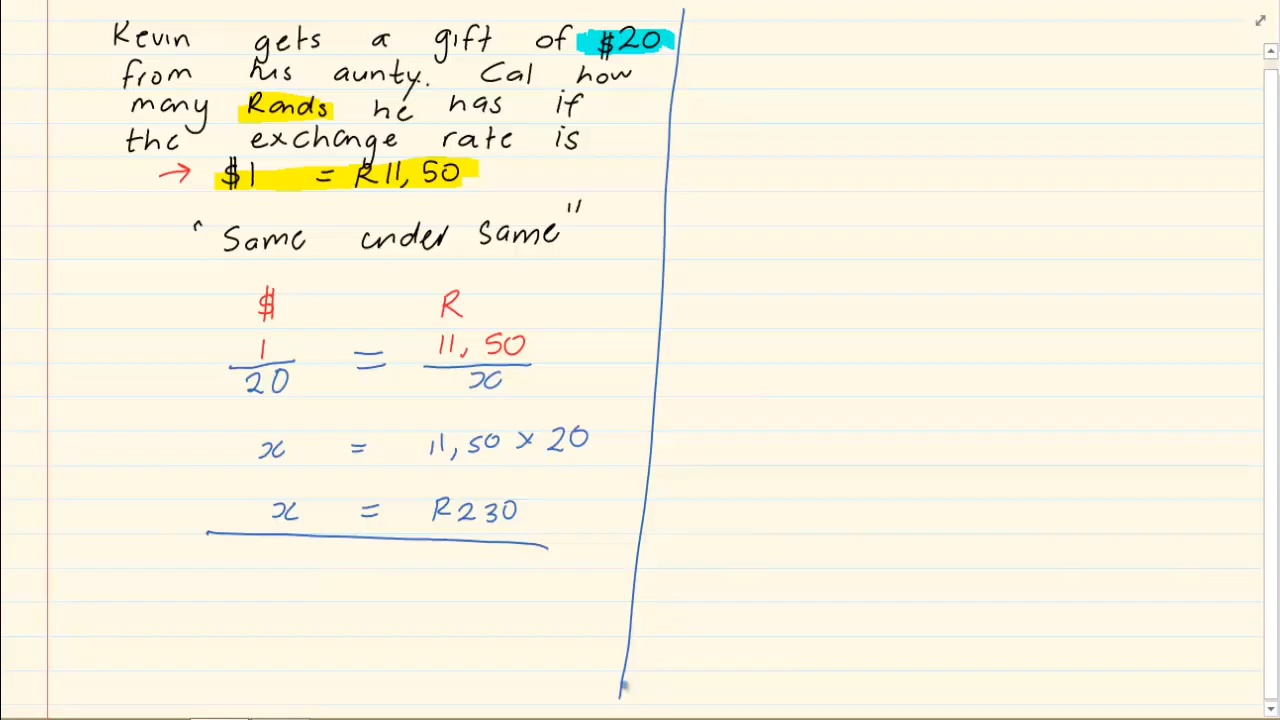 Kevin gets a gift of $20
from his aunty. Cal how
many Rands he has if
the exchange rate is
→ $1 = R11,50
"Same under same"
$ R
1 = 11,50
20 x
x = 11,50 × 20
x = R230